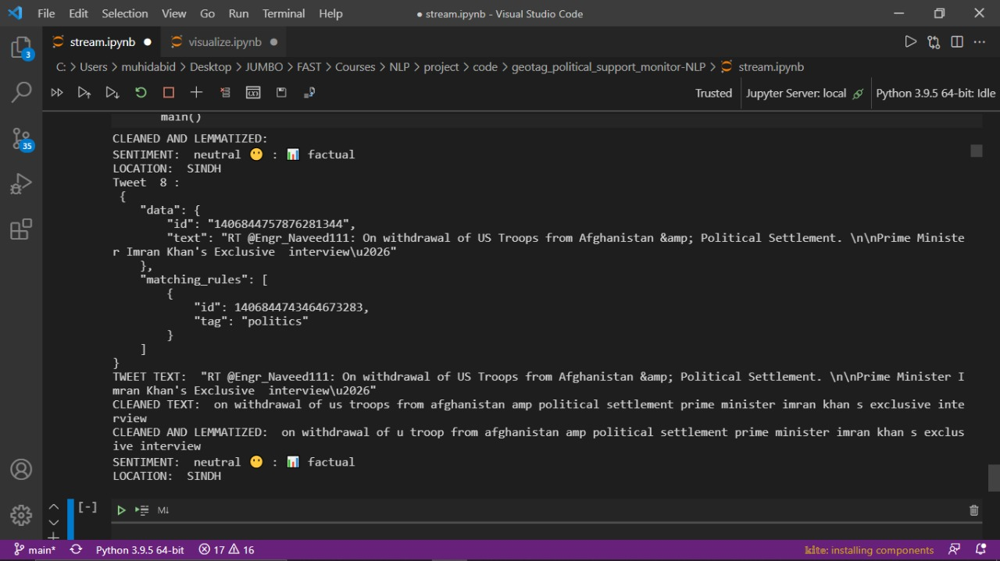 File Edit Selection View Go Run Terminal Help ● stream.ipynb - Visual Studio Code
stream.ipynb ● visualize.ipynb ●
C: > Users > muhidabid > Desktop > JUMBO > FAST > Courses > NLP > project > code > geotag_political_support_monitor-NLP > stream.ipynb
3
Trusted Jupyter Server: local Python 3.9.5 64-bit: Idle
main()
CLEANED AND LEMMATIZED:
35
SENTIMENT:  neutral 😶 : 📊 factual
LOCATION:  SINDH
Tweet  8 :
{
"data": {
"id": "1406844757876281344",
"text": "RT @Engr_Naveed111: On withdrawal of US Troops from Afghanistan &amp; Political Settlement. \n\nPrime Ministe
r Imran Khan's Exclusive  interview\u2026"
},
"matching_rules": [
{
"id": 1406844743464673283,
"tag": "politics"
}
]
}
TWEET TEXT:  "RT @Engr_Naveed111: On withdrawal of US Troops from Afghanistan &amp; Political Settlement. \n\nPrime Minister I
mran Khan's Exclusive  interview\u2026"
CLEANED TEXT:  on withdrawal of us troops from afghanistan amp political settlement prime minister imran khan s exclusive inte
rview
CLEANED AND LEMMATIZED:  on withdrawal of u troop from afghanistan amp political settlement prime minister imran khan s exclus
ive interview
SENTIMENT:  neutral 😶 : 📊 factual
LOCATION:  SINDH
[-] M↓
main* Python 3.9.5 64-bit 17 16 kite: installing components